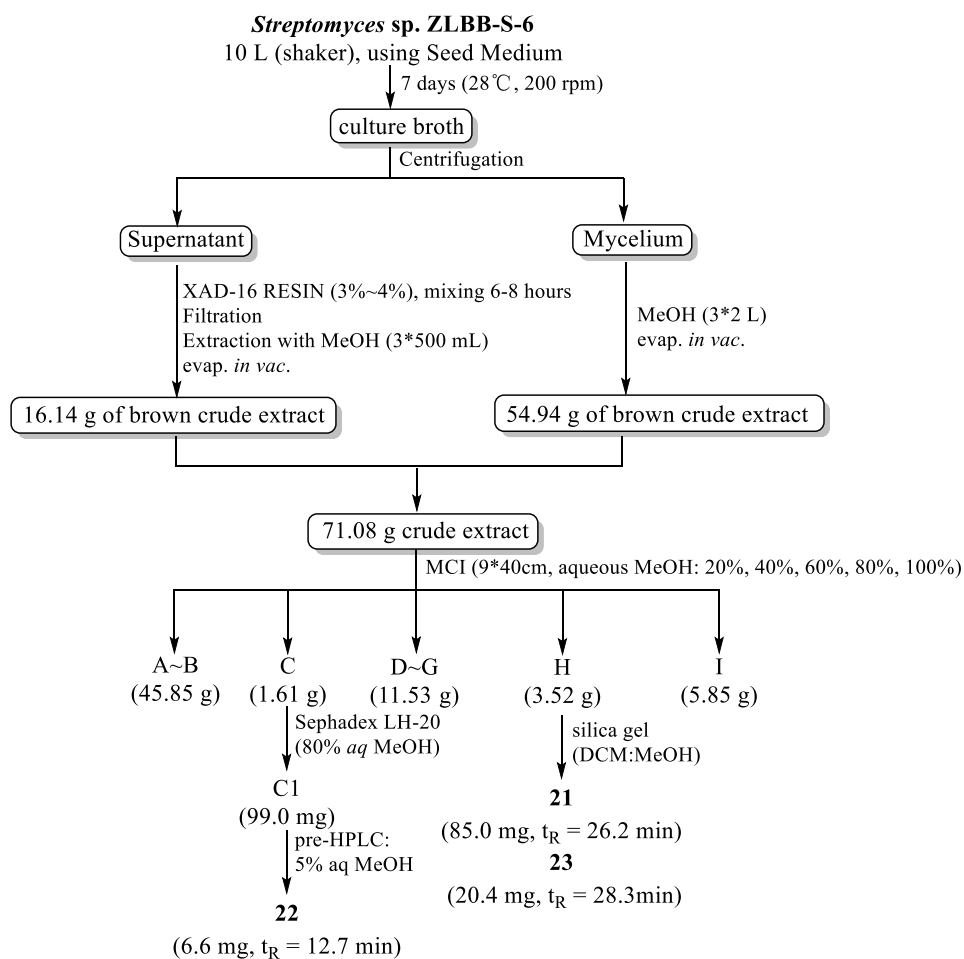 Streptomyces sp. ZLBB-S-6
10 L (shaker), using Seed Medium
7 days (28℃, 200 rpm)
culture broth
Centrifugation
Supernatant
Mycelium
XAD-16 RESIN (3%~4%), mixing 6-8 hours
Filtration
Extraction with MeOH (3*500 mL)
evap. in vac.
MeOH (3*2 L)
evap. in vac.
16.14 g of brown crude extract
54.94 g of brown crude extract
71.08 g crude extract
MCI (9*40cm, aqueous MeOH: 20%, 40%, 60%, 80%, 100%)
A~B
(45.85 g)
C
(1.61 g)
D~G
(11.53 g)
H
(3.52 g)
I
(5.85 g)
Sephadex LH-20
(80% aq MeOH)
silica gel
(DCM:MeOH)
C1
(99.0 mg)
pre-HPLC:
5% aq MeOH
22
(6.6 mg, tR = 12.7 min)
21
(85.0 mg, tR = 26.2 min)
23
(20.4 mg, tR = 28.3min)